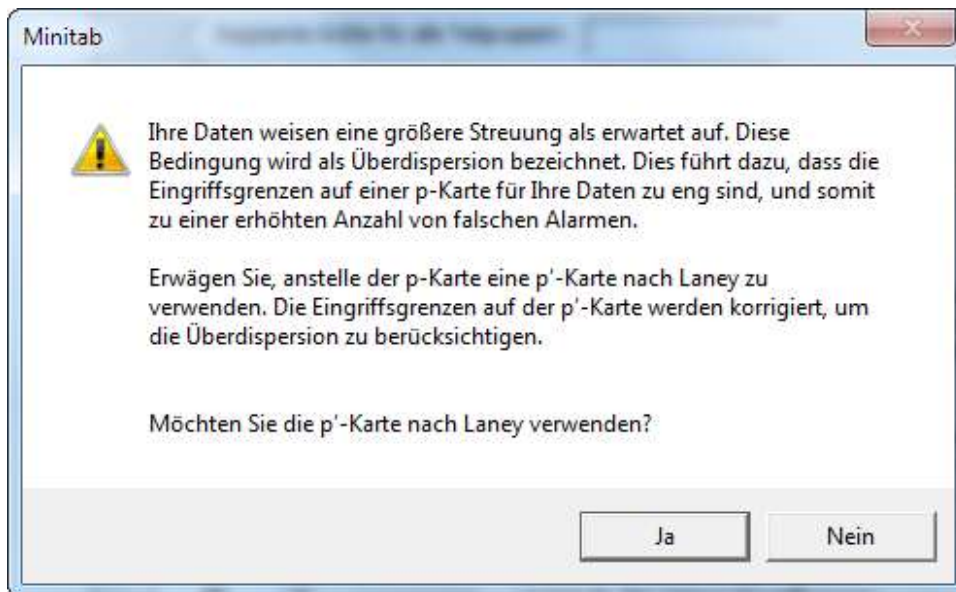 Minitab
Ihre Daten weisen eine größere Streuung als erwartet auf. Diese
Bedingung wird als Überdispersion bezeichnet. Dies führt dazu, dass die
Eingriffsgrenzen auf einer p-Karte für Ihre Daten zu eng sind, und somit
zu einer erhöhten Anzahl von falschen Alarmen.
Erwägen Sie, anstelle der p-Karte eine p'-Karte nach Laney zu
verwenden. Die Eingriffsgrenzen auf der p'-Karte werden korrigiert, um
die Überdispersion zu berücksichtigen.
Möchten Sie die p'-Karte nach Laney verwenden?
Ja
Nein